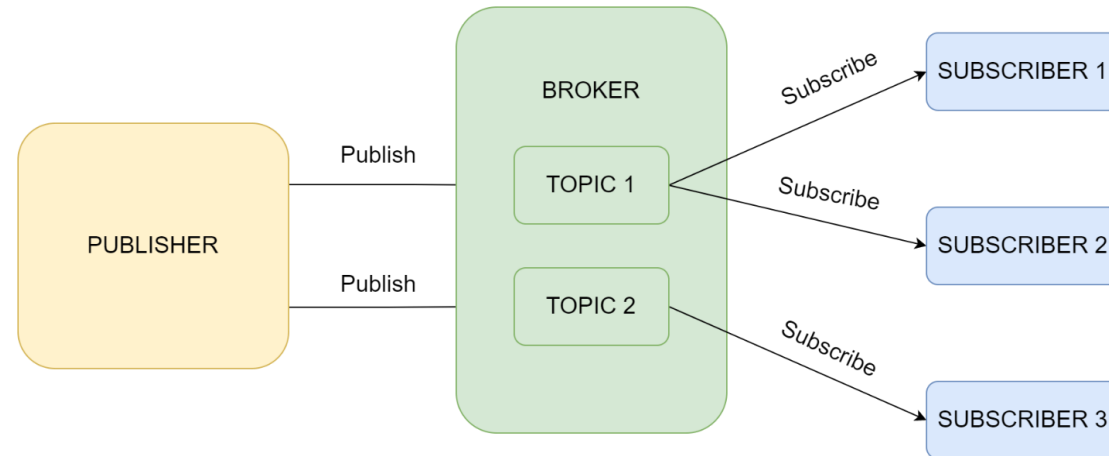 BROKER
Subscribe
SUBSCRIBER 1
Publish
TOPIC 1
Subscribe
PUBLISHER
SUBSCRIBER 2
Publish
TOPIC 2
Subscribe
SUBSCRIBER 3